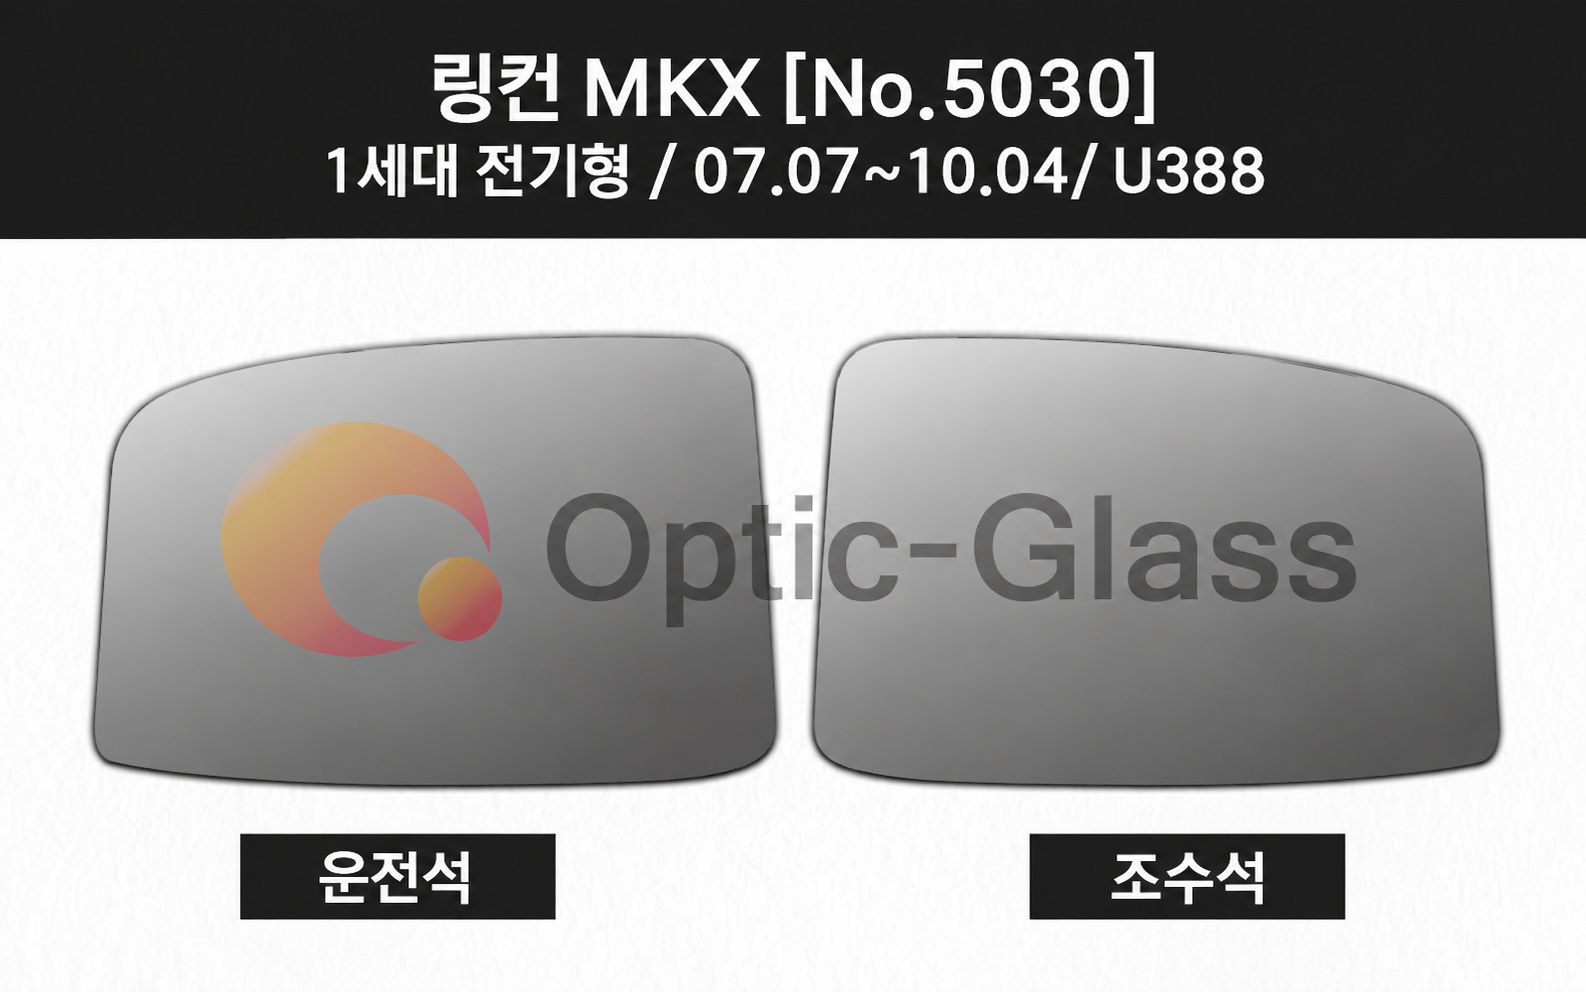 링컨 MKX [No.5030]
1세대 전기형 / 07.07~10.04/ U388
Optic-Glass
운전석
조수석